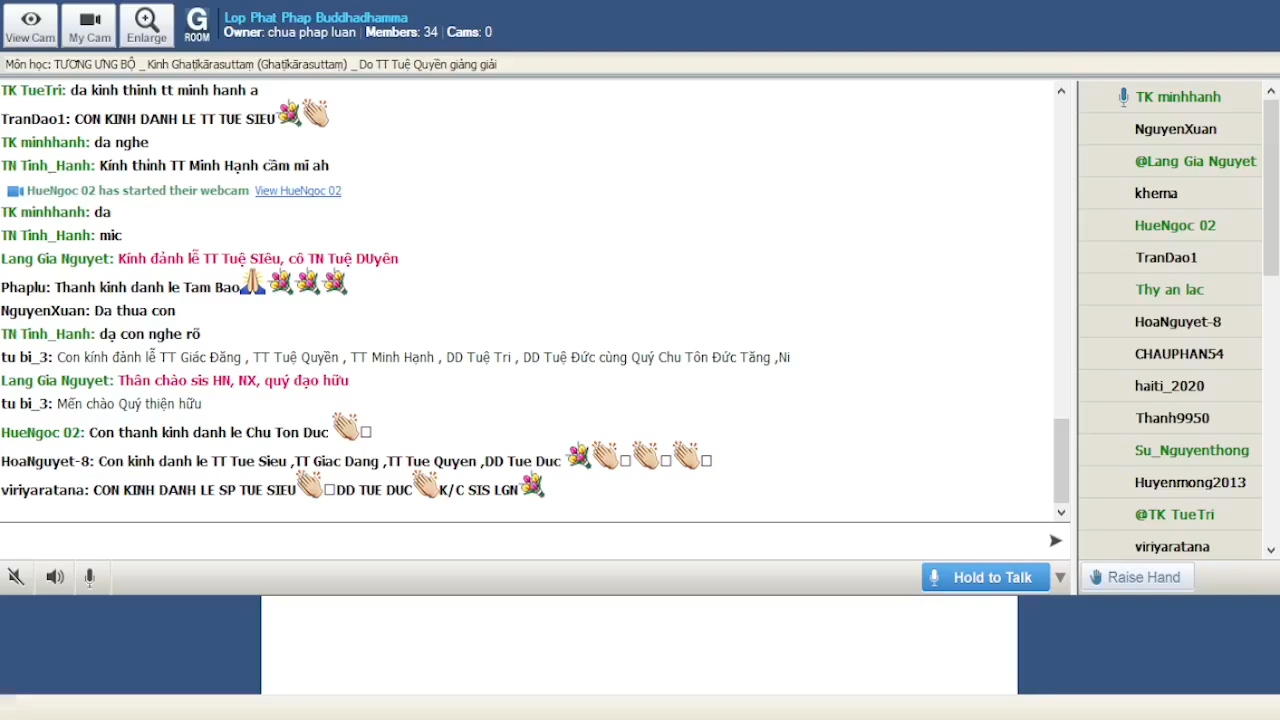 Lop Phat Phap Buddhadhamma
Owner: chua phap luan | Members: 34 | Cams: 0
View Cam
My Cam
Enlarge
G
ROOM
Môn học: TƯƠNG ƯNG BỘ _ Kinh Ghaṭīkārasuttaṃ (Ghaṭīkārasuttaṃ) _ Do TT Tuệ Quyền giảng giải
TK TueTri: da kinh thinh tt minh hanh a
TranDao1: CON KINH DANH LE TT TUE SIEU
TK minhhanh: da nghe
TN Tinh_Hanh: Kính thỉnh TT Minh Hạnh cầm mi ah
HueNgoc 02 has started their webcam View HueNgoc 02
TK minhhanh: da
TN Tinh_Hanh: mic
Lang Gia Nguyet: Kính đảnh lễ TT Tuệ SIêu, cô TN Tuệ DUyên
Phaplu: Thanh kinh danh le Tam Bao
NguyenXuan: Da thua con
TN Tinh_Hanh: dạ con nghe rõ
tu bi_3: Con kính đảnh lễ TT Giác Đăng , TT Tuệ Quyền , TT Minh Hạnh , DD Tuệ Tri , DD Tuệ Đức cùng Quý Chu Tôn Đức Tăng ,Ni
Lang Gia Nguyet: Thân chào sis HN, NX, quý đạo hữu
tu bi_3: Mến chào Quý thiện hữu
HueNgoc 02: Con thanh kinh danh le Chu Ton Duc
HoaNguyet-8: Con kinh danh le TT Tue Sieu ,TT Giac Dang ,TT Tue Quyen ,DD Tue Duc
viriyaratana: CON KINH DANH LE SP TUE SIEU DD TUE DUC K/C SIS LGN
TK minhhanh
NguyenXuan
@Lang Gia Nguyet
khema
HueNgoc 02
TranDao1
Thy an lac
HoaNguyet-8
CHAUPHAN54
haiti_2020
Thanh9950
Su_Nguyenthong
Huyenmong2013
@TK TueTri
viriyaratana
Hold to Talk
Raise Hand